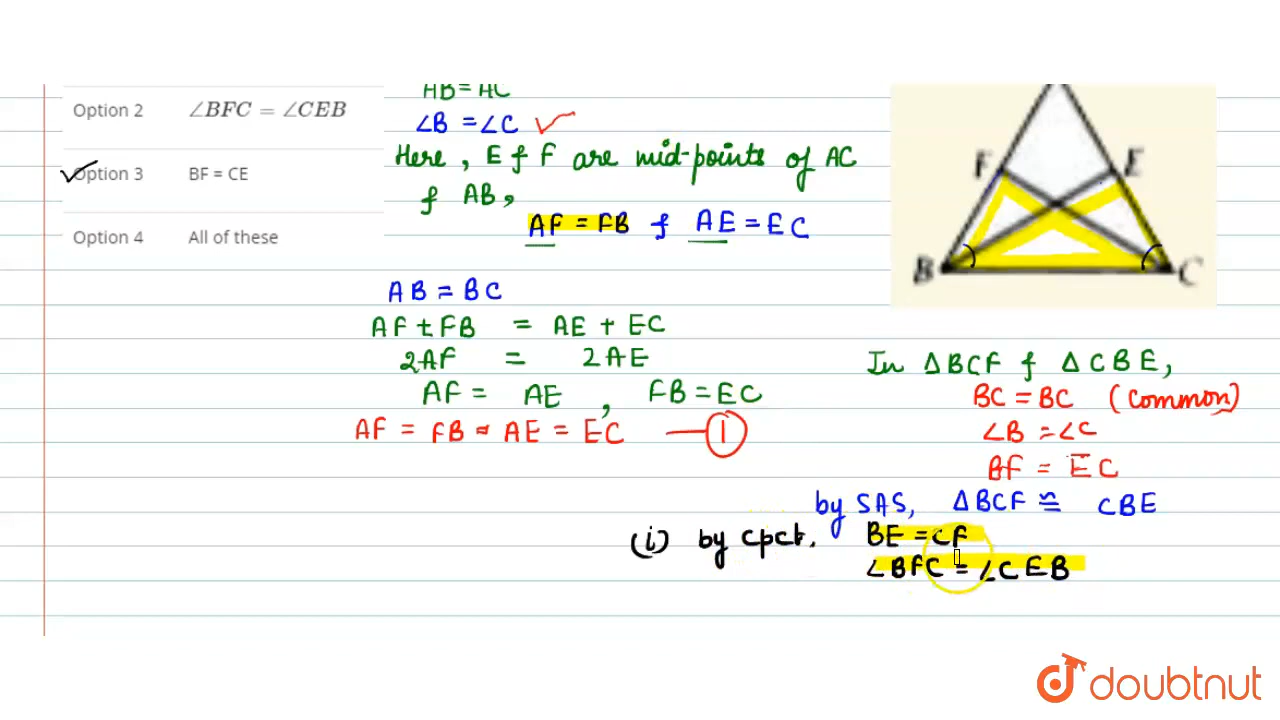 Option 2 ∠BFC = ∠CEB
Option 3 BF = CE
Option 4 All of these
AB = AC
∠B = ∠C ✓
Here, E & F are mid-points of AC
& AB,
AF = FB & AE = EC
AB = BC
AF + FB = AE + EC
2AF = 2AE
AF = AE , FB = EC
AF = FB = AE = EC — 1
F E
B C
In ΔBCF & ΔCBE,
BC = BC (Common)
∠B = ∠C
BF = EC
by SAS, ΔBCF ≅ CBE
(i) by cpct. BE = CF
∠BFC = ∠CEB
doubtnut